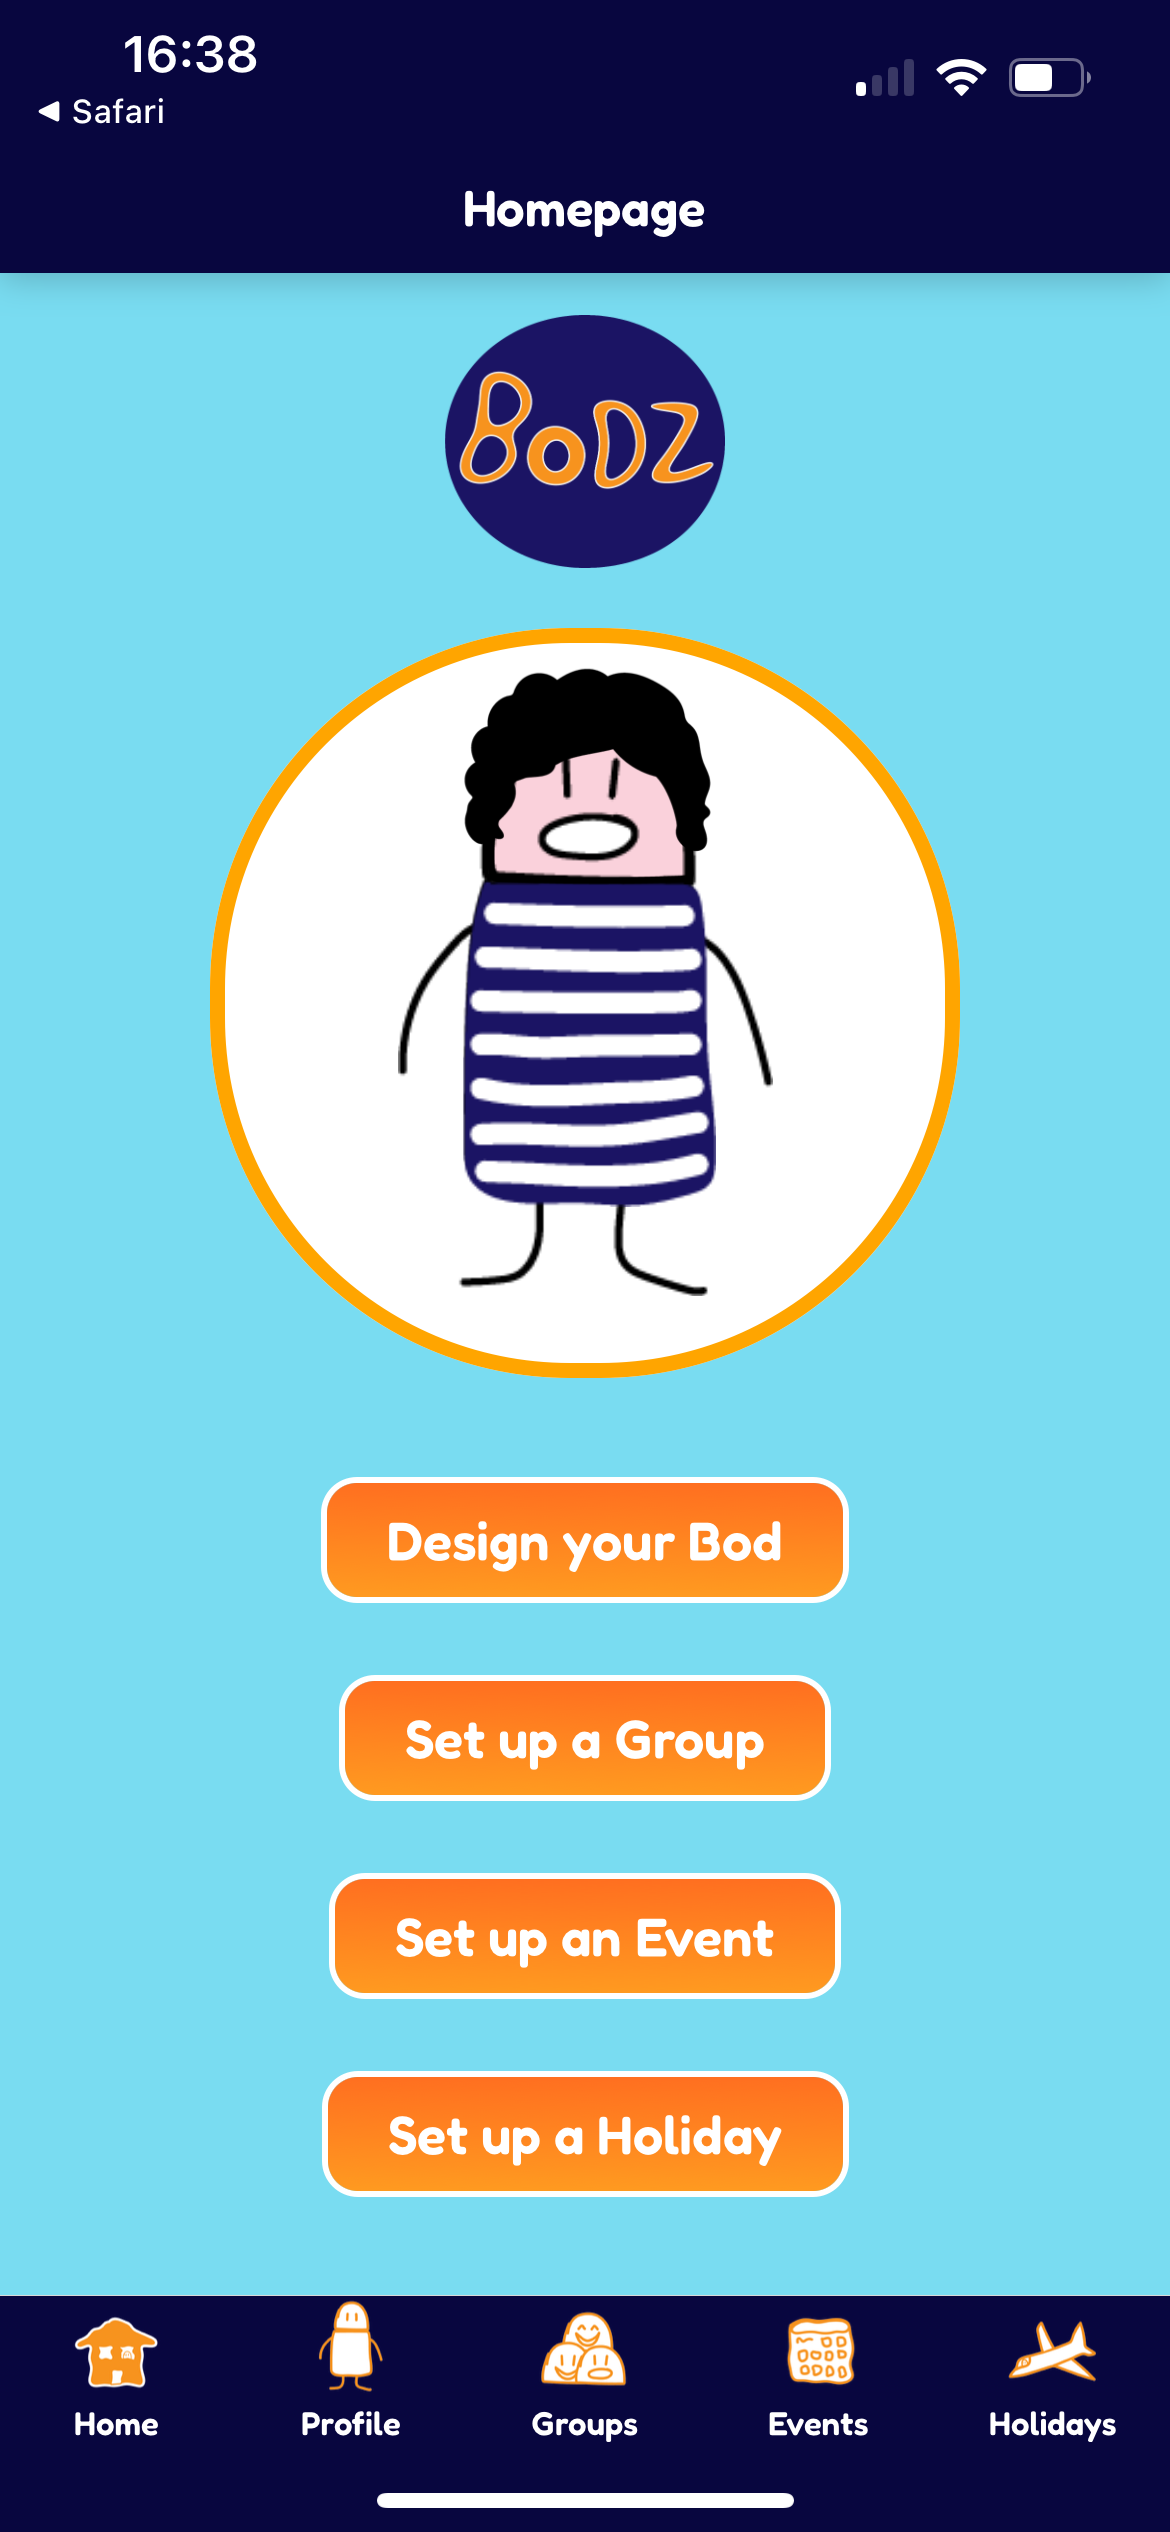 16:38
Safari
Homepage
BODZ
Design your Bod
Set up a Group
Set up an Event
Set up a Holiday
Home
Profile
Groups
Events
Holidays